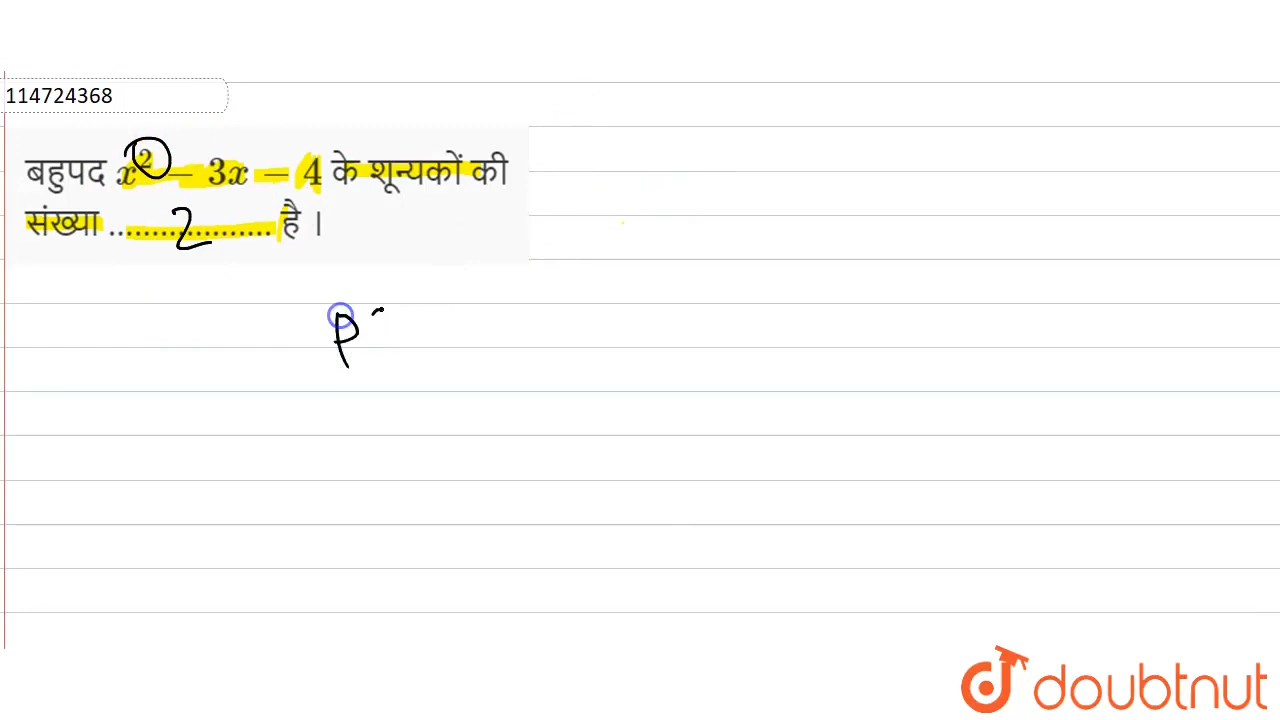 114724368
बहुपद x² − 3x − 4 के शून्यकों की
संख्या ......2............. है ।
P
doubtnut